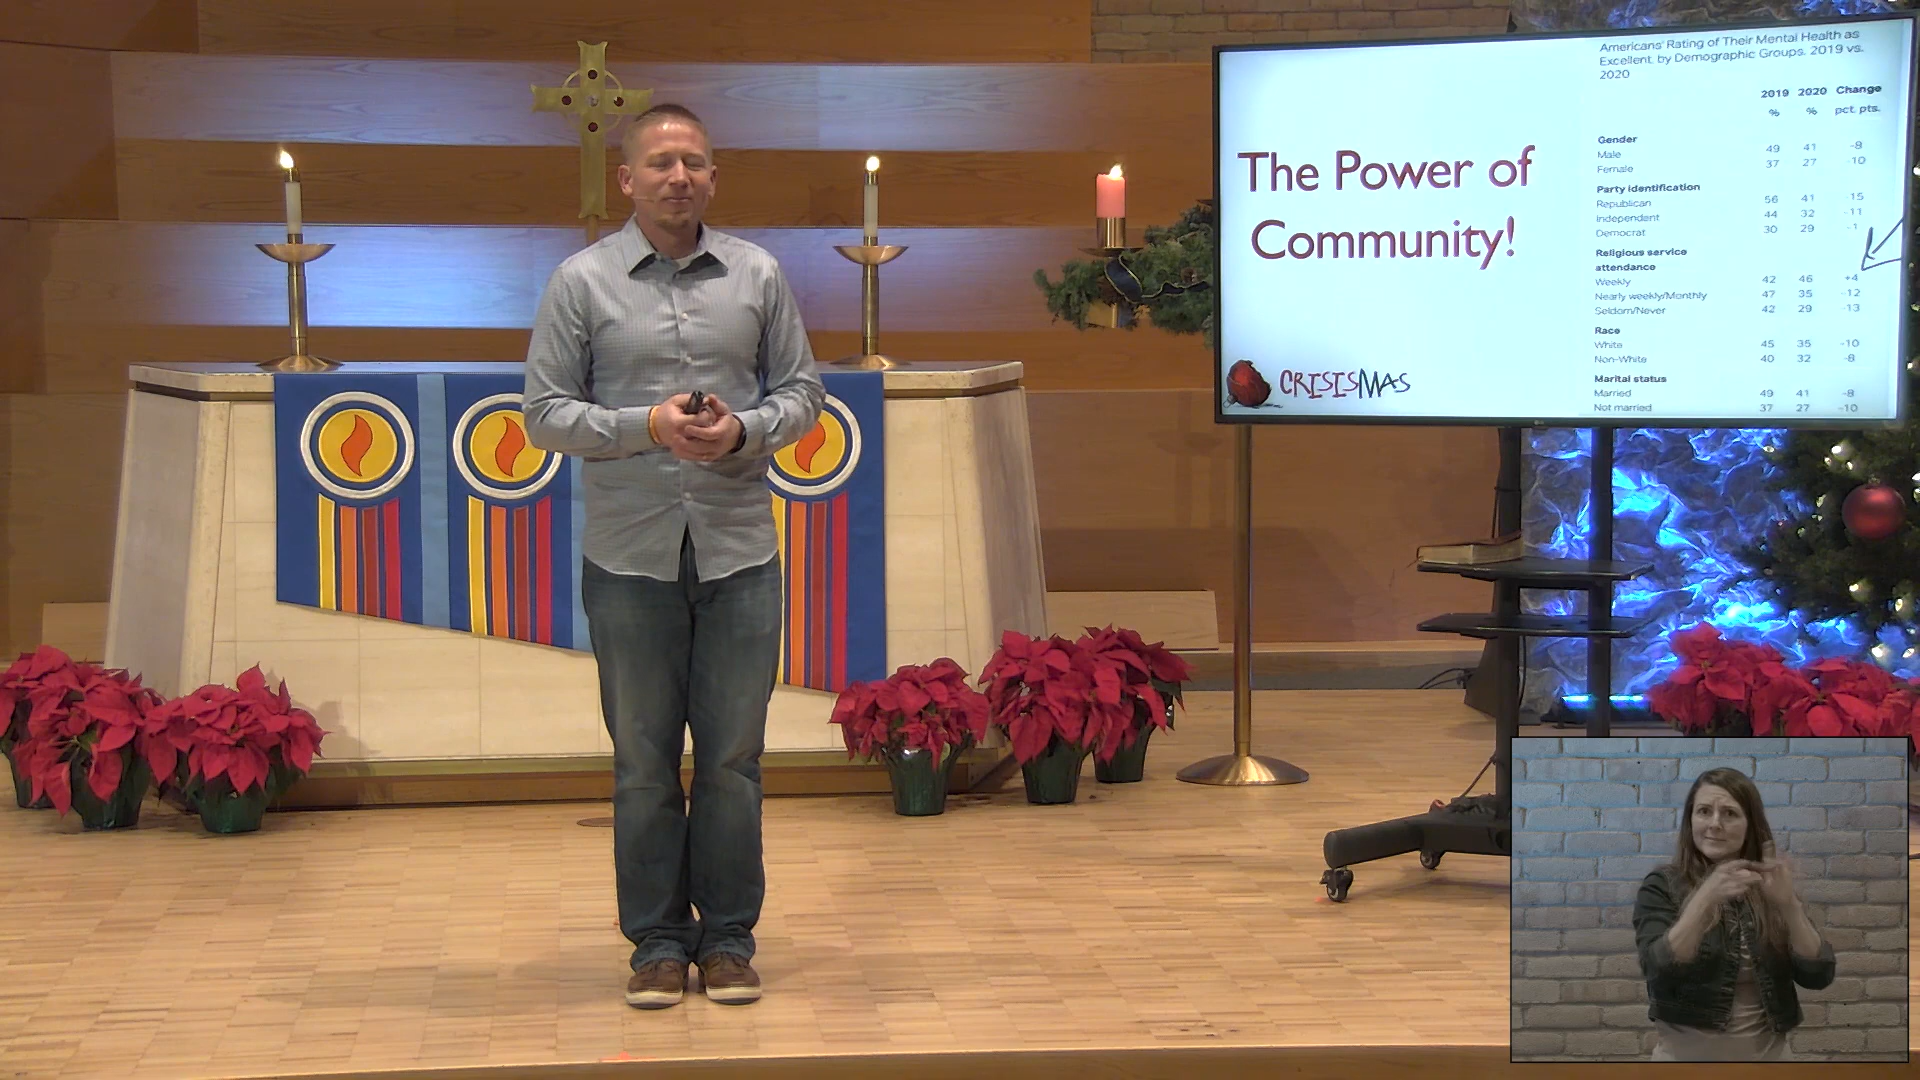 The Power of
Community!
CRISISMAS
Americans' Rating of Their Mental Health as
Excellent, by Demographic Groups, 2019 vs.
2020
2019 2020 Change
% % pct. pts.
Gender
Male 49 41 -8
Female 37 27 -10
Party identification
Republican 56 41 -15
Independent 44 32 -11
Democrat 30 29 -1
Religious service
attendance
Weekly 42 46 +4
Nearly weekly/Monthly 47 35 -12
Seldom/Never 42 29 -13
Race
White 45 35 -10
Non-White 40 32 -8
Marital status
Married 49 41 -8
Not married 37 27 -10